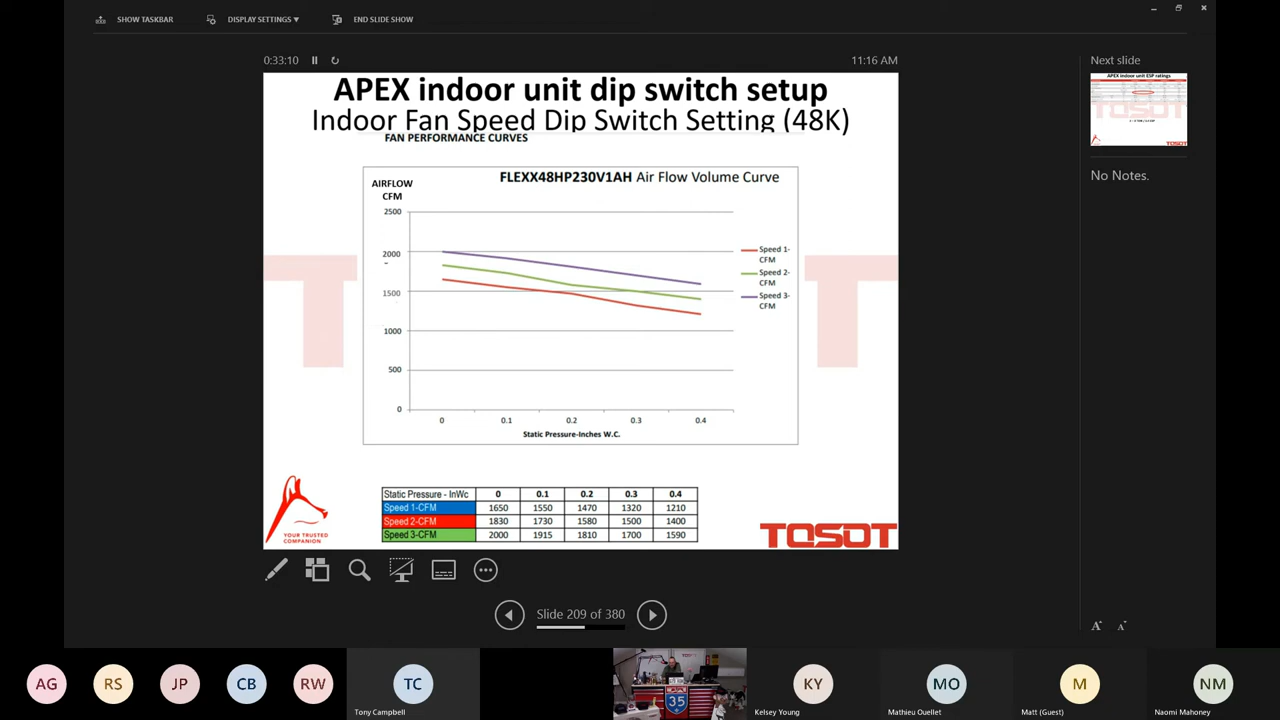 SHOW TASKBAR
DISPLAY SETTINGS ▾
END SLIDE SHOW
0:33:10
11:16 AM
APEX indoor unit dip switch setup
Indoor Fan Speed Dip Switch Setting (48K)
FAN PERFORMANCE CURVES
FLEXX48HP230V1AH Air Flow Volume Curve
AIRFLOW
CFM
2500
2000
1500
1000
500
0
0 0.1 0.2 0.3 0.4
Static Pressure-Inches W.C.
Speed 1-
CFM
Speed 2-
CFM
Speed 3-
CFM
Static Pressure - InWc 0 0.1 0.2 0.3 0.4
Speed 1-CFM 1650 1550 1470 1320 1210
Speed 2-CFM 1830 1730 1580 1500 1400
Speed 3-CFM 2000 1915 1810 1700 1590
YOUR TRUSTED
COMPANION
TOSOT
Next slide
APEX indoor unit ESP ratings
TOSOT
No Notes.
Slide 209 of 380
A A
AG
RS
JP
CB
RW
TC
Tony Campbell
35
KY
Kelsey Young
MO
Mathieu Ouellet
M
Matt (Guest)
NM
Naomi Mahoney